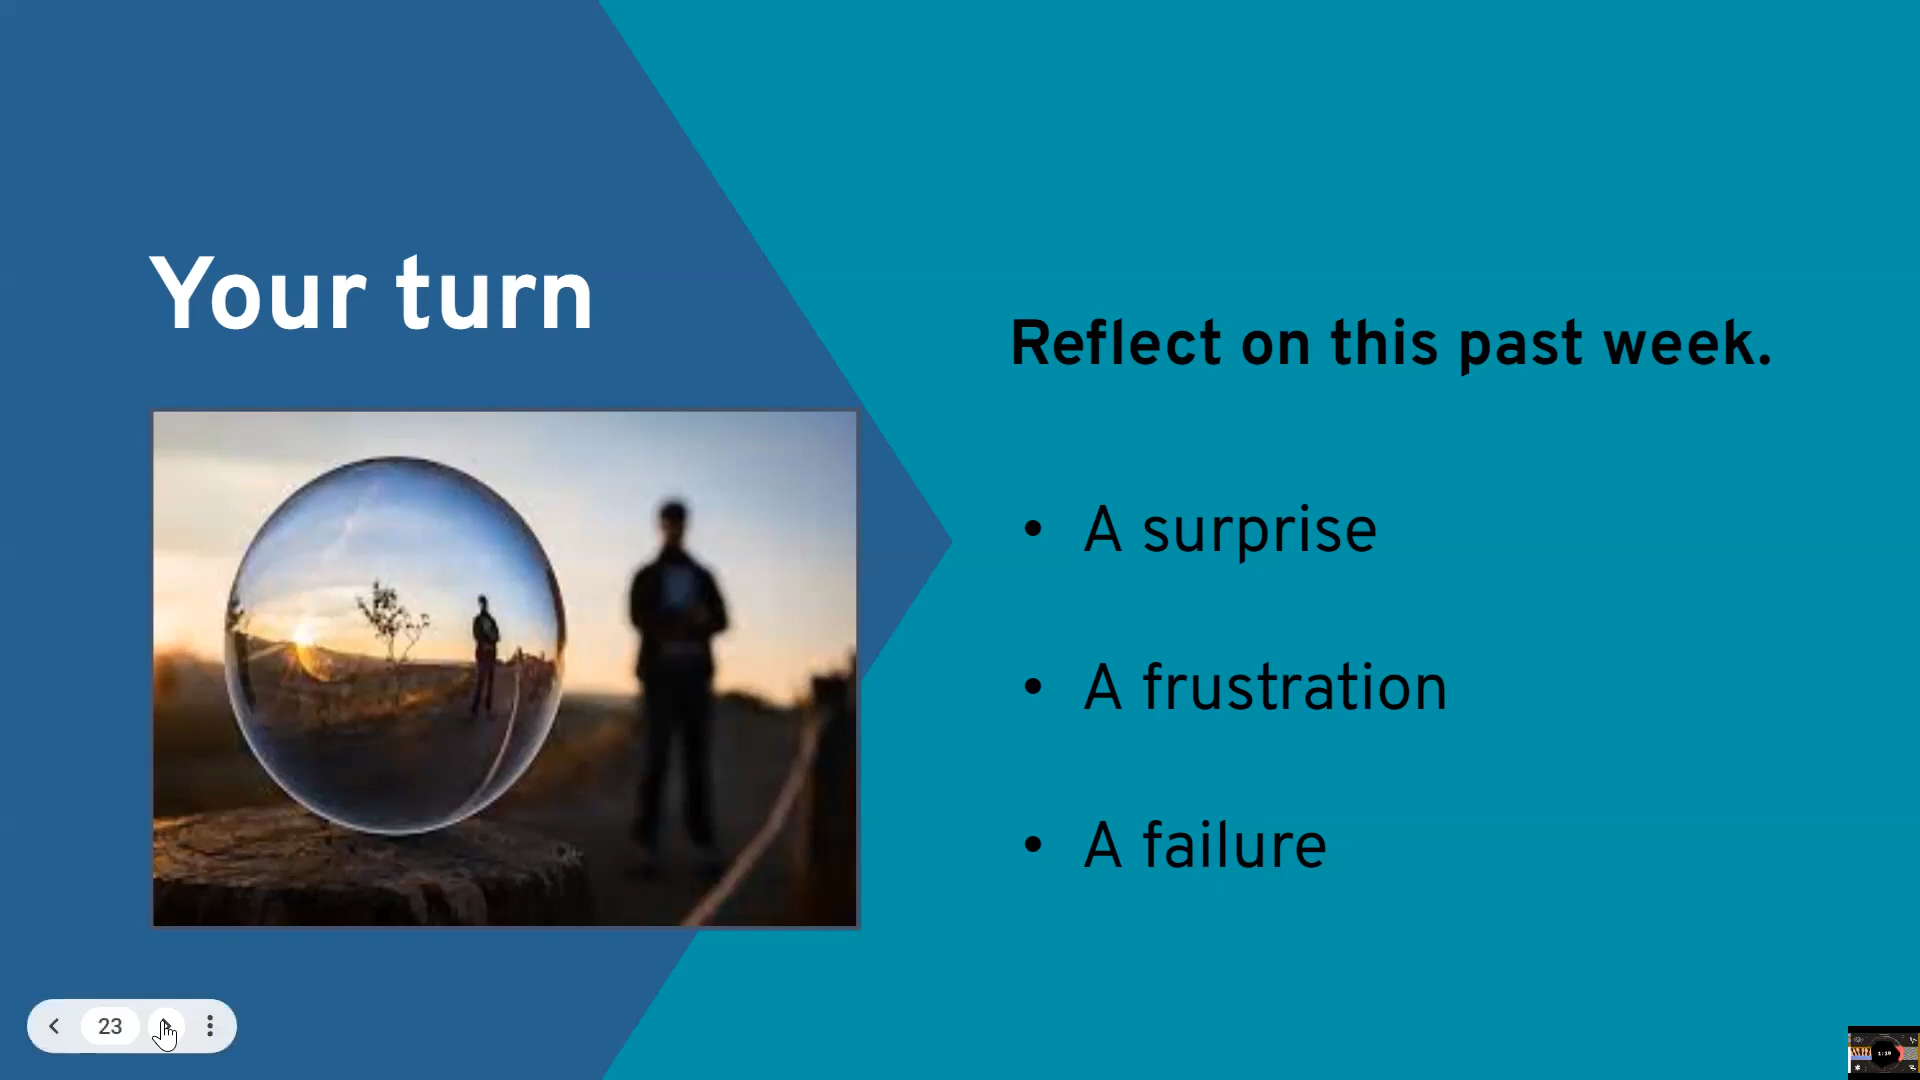 Your turn
Reflect on this past week.
• A surprise
• A frustration
• A failure
23